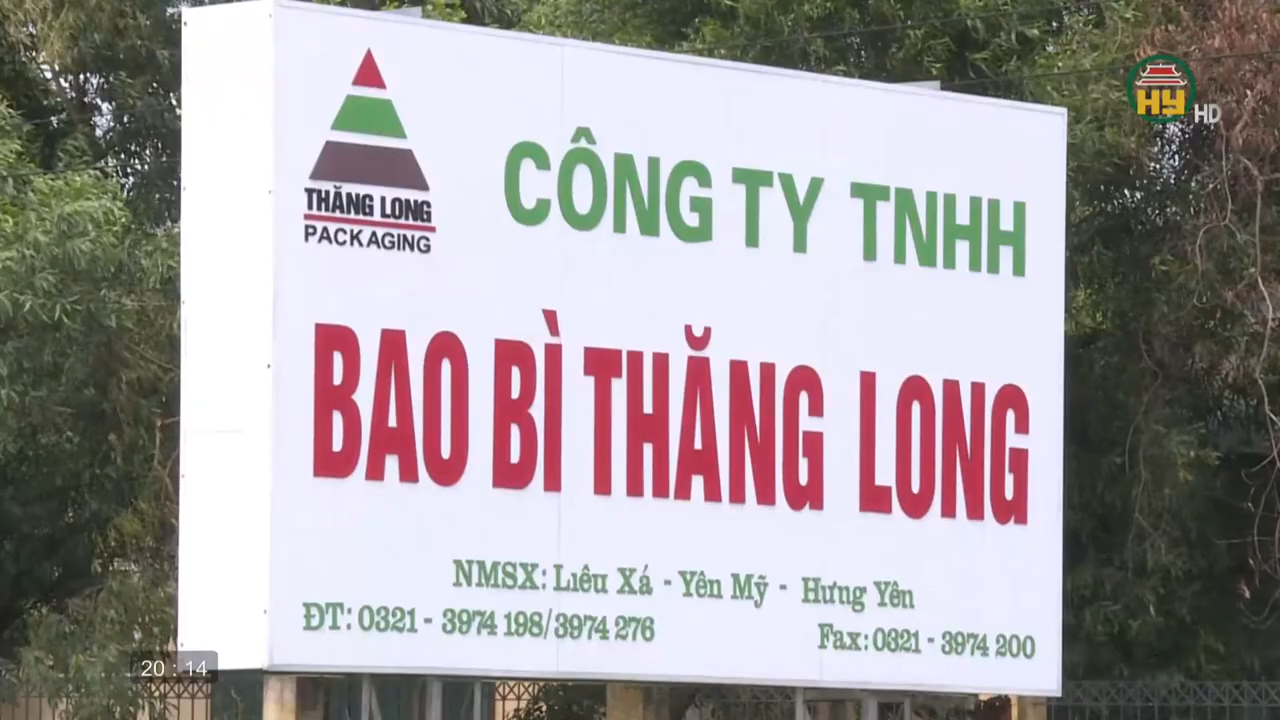 HY HD
THĂNG LONG
PACKAGING
CÔNG TY TNHH
BAO BÌ THĂNG LONG
NMSX: Liêu Xá - Yên Mỹ - Hưng Yên
ĐT: 0321 - 3974 198/3974 276
Fax: 0321 - 3974 200
20 : 14